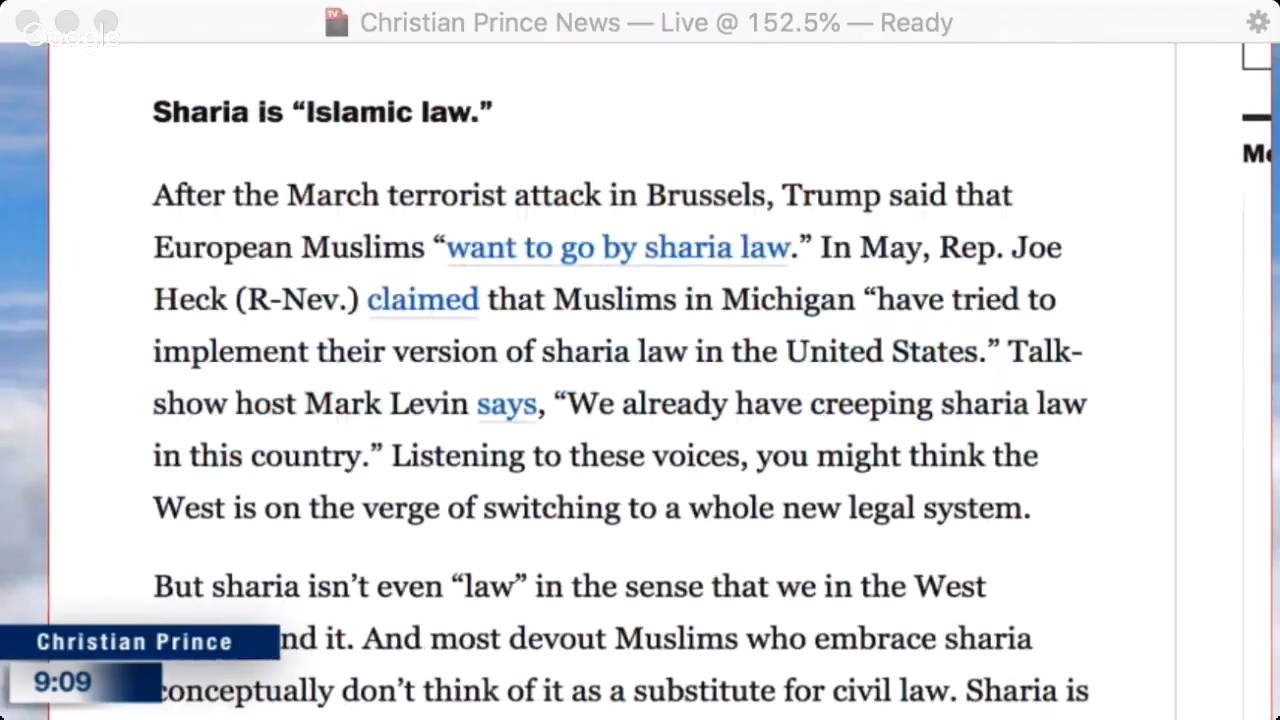 Christian Prince News — Live @ 152.5% — Ready
Google
Sharia is “Islamic law.”
After the March terrorist attack in Brussels, Trump said that
European Muslims “want to go by sharia law.” In May, Rep. Joe
Heck (R-Nev.) claimed that Muslims in Michigan “have tried to
implement their version of sharia law in the United States.” Talk-
show host Mark Levin says, “We already have creeping sharia law
in this country.” Listening to these voices, you might think the
West is on the verge of switching to a whole new legal system.
But sharia isn’t even “law” in the sense that we in the West
nd it. And most devout Muslims who embrace sharia
conceptually don’t think of it as a substitute for civil law. Sharia is
Christian Prince
9:09
TV